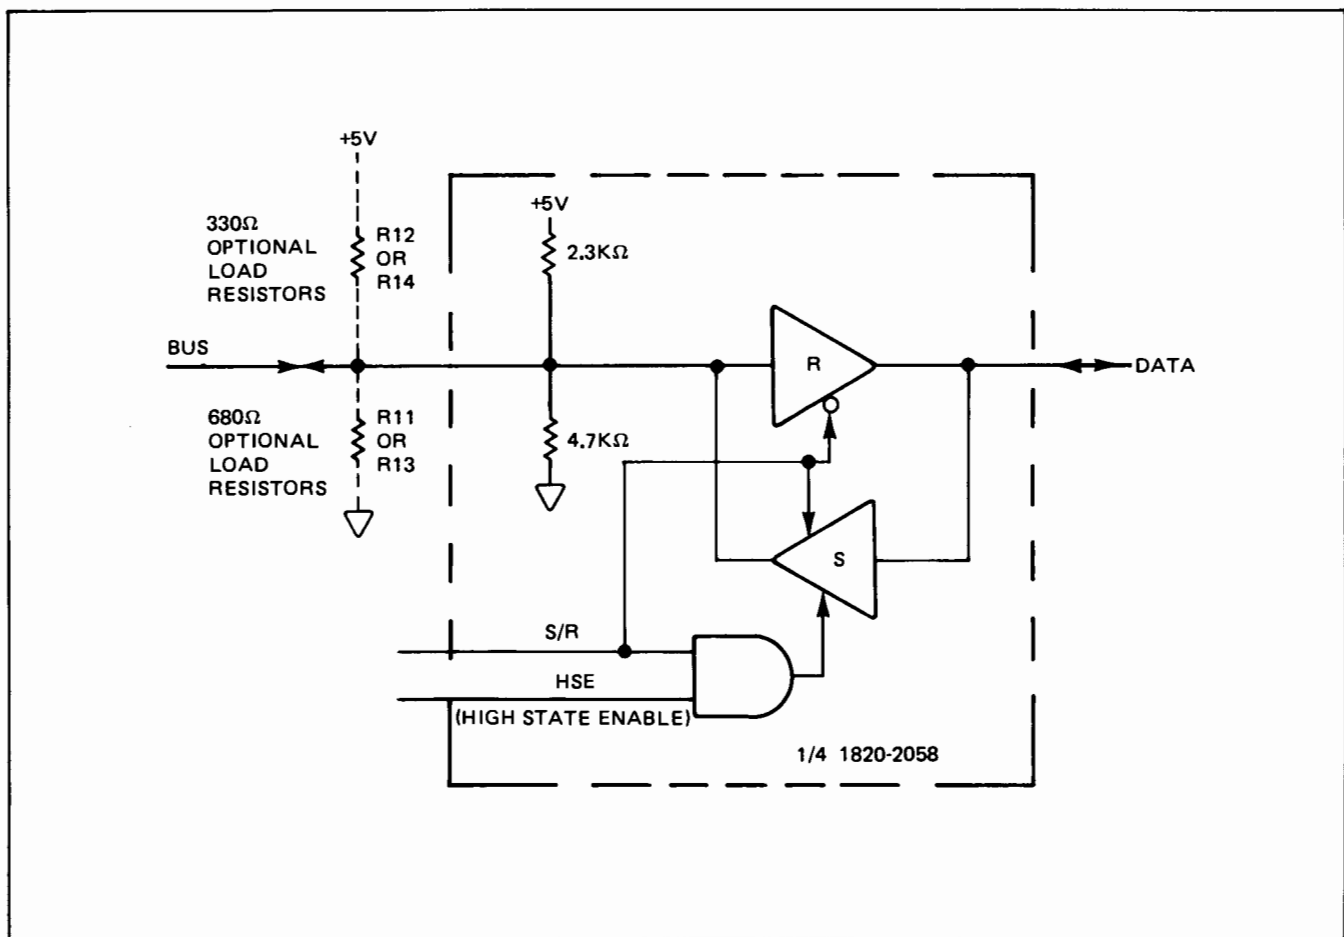 +5V
330Ω
OPTIONAL
LOAD
RESISTORS
R12
OR
R14
+5V
2.3KΩ
BUS
R
DATA
680Ω
OPTIONAL
LOAD
RESISTORS
R11
OR
R13
4.7KΩ
S
S/R
HSE
(HIGH STATE ENABLE)
1/4 1820-2058